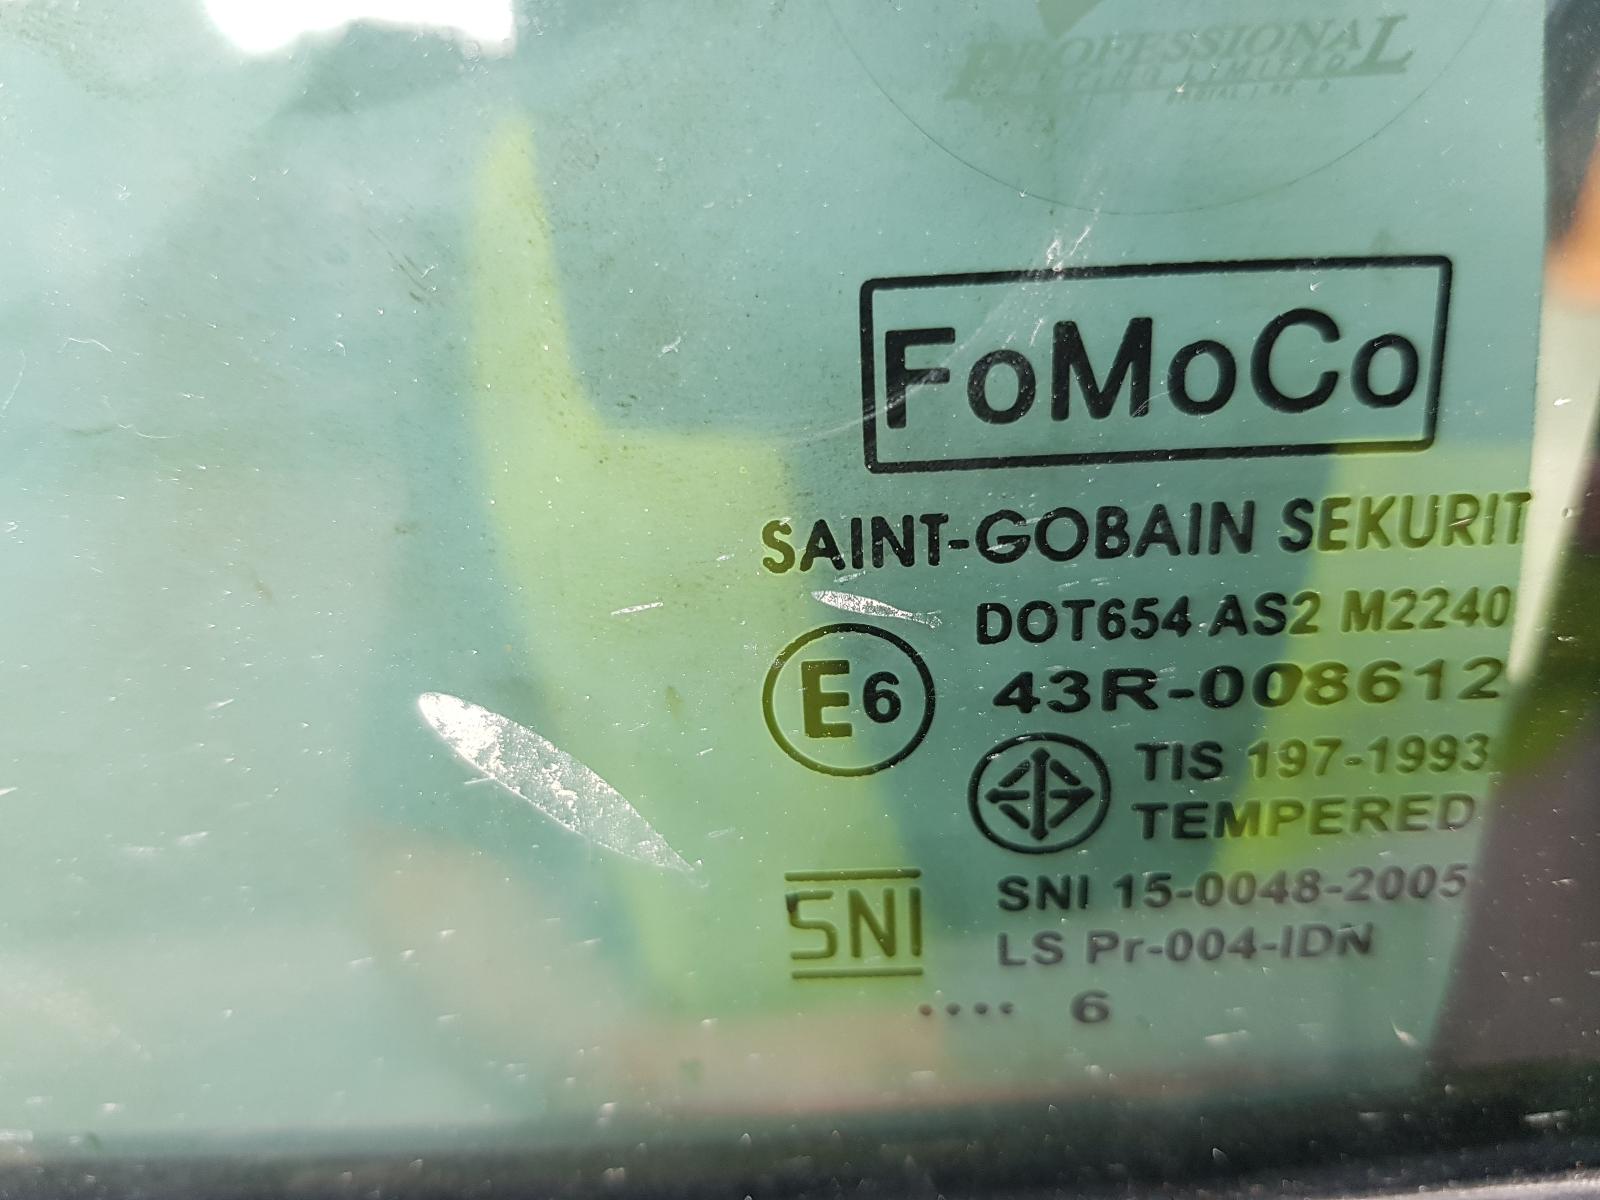 PROFESSIONAL
LIMITED
FoMoCo
SAINT-GOBAIN SEKURIT
DOT654 AS2 M2240
E6 43R-008612
TIS 197-1993
TEMPERED
SNI SNI 15-0048-2005
LS Pr-004-IDN
.... 6